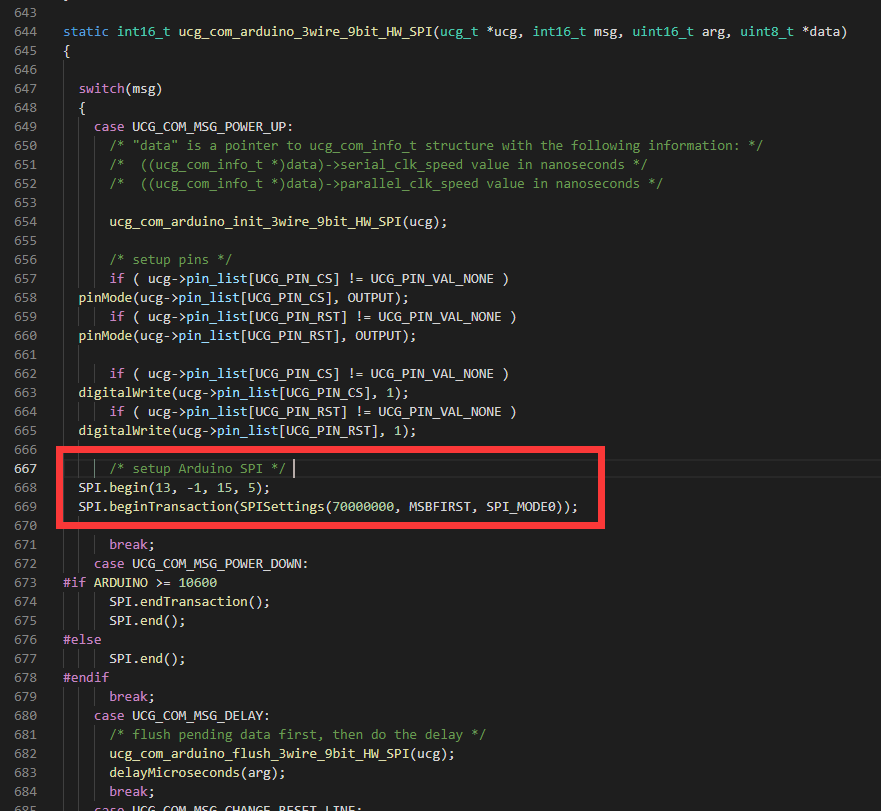 643
644 static int16_t ucg_com_arduino_3wire_9bit_HW_SPI(ucg_t *ucg, int16_t msg, uint16_t arg, uint8_t *data)
645 {
646
647 switch(msg)
648 {
649 case UCG_COM_MSG_POWER_UP:
650 /* "data" is a pointer to ucg_com_info_t structure with the following information: */
651 /* ((ucg_com_info_t *)data)->serial_clk_speed value in nanoseconds */
652 /* ((ucg_com_info_t *)data)->parallel_clk_speed value in nanoseconds */
653
654 ucg_com_arduino_init_3wire_9bit_HW_SPI(ucg);
655
656 /* setup pins */
657 if ( ucg->pin_list[UCG_PIN_CS] != UCG_PIN_VAL_NONE )
658 pinMode(ucg->pin_list[UCG_PIN_CS], OUTPUT);
659 if ( ucg->pin_list[UCG_PIN_RST] != UCG_PIN_VAL_NONE )
660 pinMode(ucg->pin_list[UCG_PIN_RST], OUTPUT);
661
662 if ( ucg->pin_list[UCG_PIN_CS] != UCG_PIN_VAL_NONE )
663 digitalWrite(ucg->pin_list[UCG_PIN_CS], 1);
664 if ( ucg->pin_list[UCG_PIN_RST] != UCG_PIN_VAL_NONE )
665 digitalWrite(ucg->pin_list[UCG_PIN_RST], 1);
666
667 /* setup Arduino SPI */
668 SPI.begin(13, -1, 15, 5);
669 SPI.beginTransaction(SPISettings(70000000, MSBFIRST, SPI_MODE0));
670
671 break;
672 case UCG_COM_MSG_POWER_DOWN:
673 #if ARDUINO >= 10600
674 SPI.endTransaction();
675 SPI.end();
676 #else
677 SPI.end();
678 #endif
679 break;
680 case UCG_COM_MSG_DELAY:
681 /* flush pending data first, then do the delay */
682 ucg_com_arduino_flush_3wire_9bit_HW_SPI(ucg);
683 delayMicroseconds(arg);
684 break;
685 case UCG_COM_MSG_CHANGE_RESET_LINE: